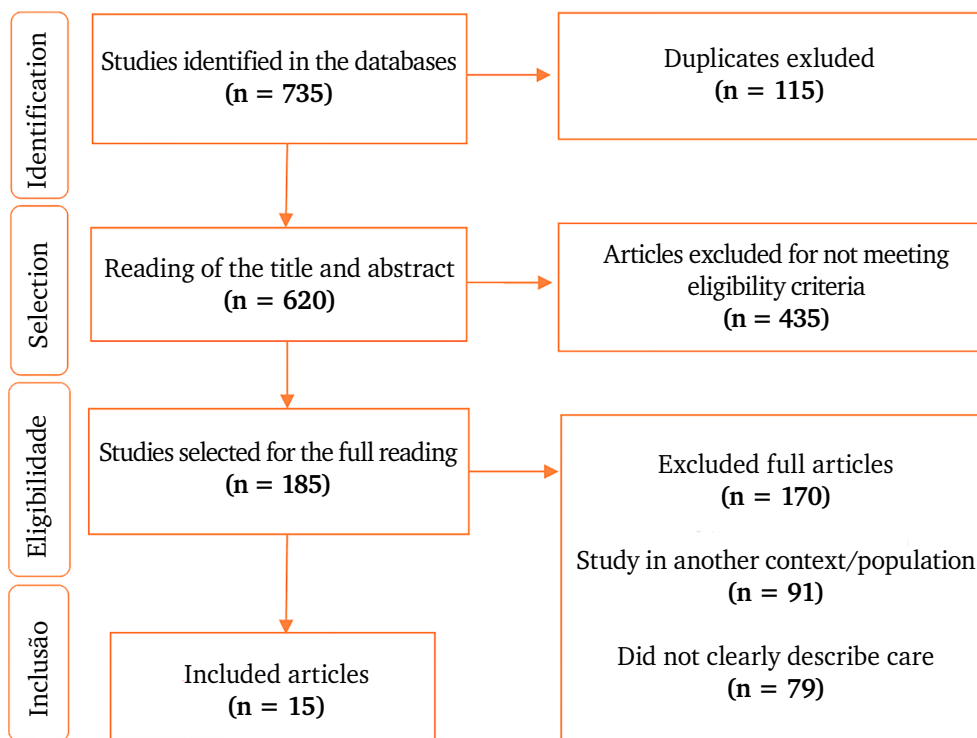 Identification
Studies identified in the databases
(n = 735)
Duplicates exluded
(n = 115)
Selection
Reading of the title and abstract
(n = 620)
Articles excluded for not meeting
eligibility criteria
(n = 435)
Eligibilidade
Studies selected for the full reading
(n = 185)
Excluded full articles
(n = 170)
Study in another context/population
(n = 91)
Did not clearly describe care
(n = 79)
Inclusão
Included articles
(n = 15)